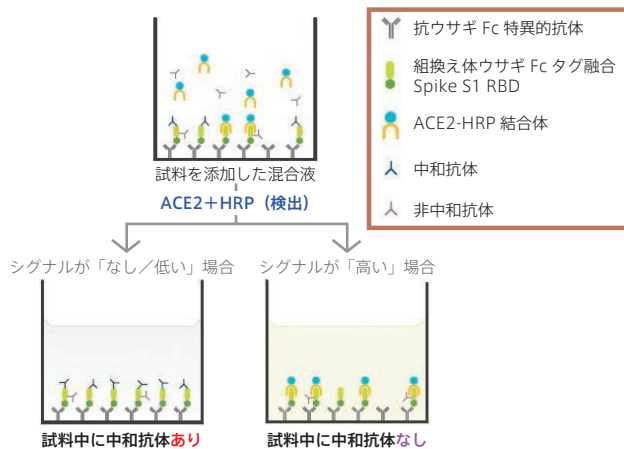 抗ウサギ Fc 特異的抗体
組換え体ウサギ Fc タグ融合
Spike S1 RBD
ACE2-HRP 結合体
中和抗体
非中和抗体
試料を添加した混合液
ACE2+HRP（検出）
シグナルが「なし／低い」場合
シグナルが「高い」場合
試料中に中和抗体あり
試料中に中和抗体なし